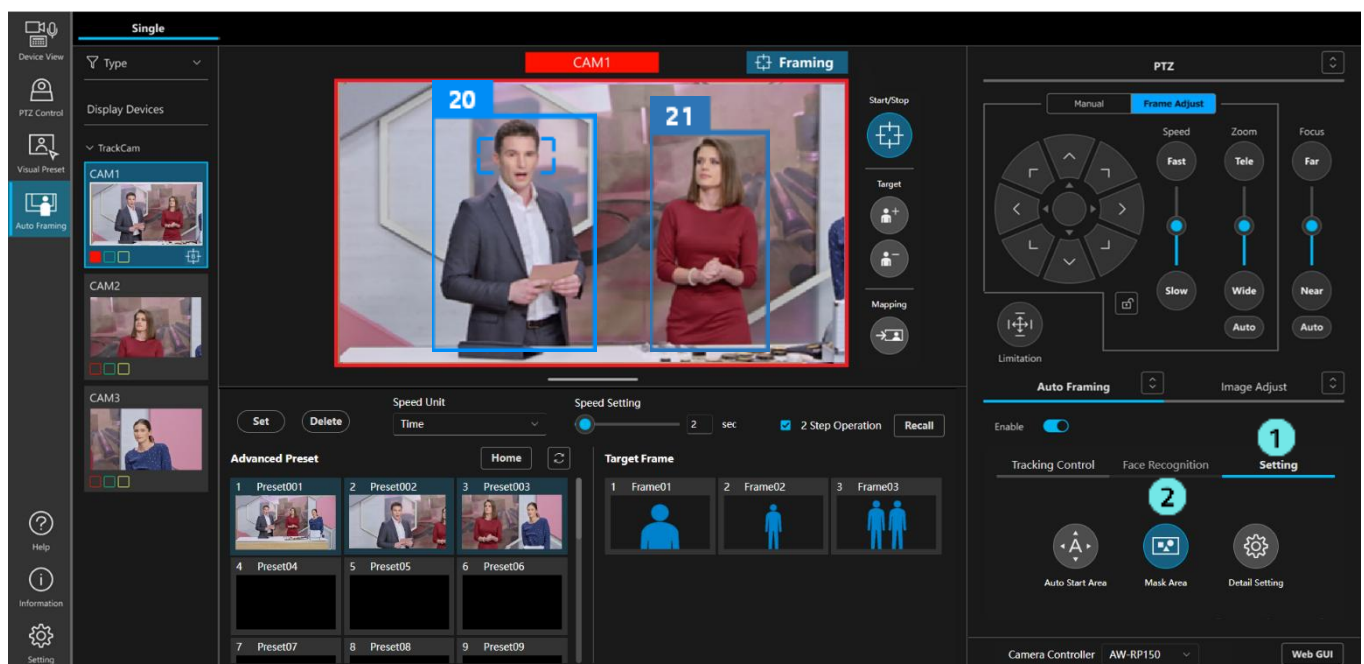 Single
Device View
PTZ Control
Visual Preset
Auto Framing
Help
Information
Setting
Type
Display Devices
TrackCam
CAM1
CAM2
CAM3
CAM1
Framing
20
21
Start/Stop
Target
Mapping
Set
Delete
Speed Unit
Time
Speed Setting
2 sec
2 Step Operation
Recall
Advanced Preset
Home
1 Preset001
2 Preset002
3 Preset003
4 Preset04
5 Preset05
6 Preset06
7 Preset07
8 Preset08
9 Preset09
Target Frame
1 Frame01
2 Frame02
3 Frame03
PTZ
Manual
Frame Adjust
Speed
Zoom
Focus
Fast
Tele
Far
Slow
Wide
Near
Auto
Auto
Limitation
Auto Framing
Image Adjust
Enable
1
Tracking Control
Face Recognition
Setting
2
A
Auto Start Area
Mask Area
Detail Setting
Camera Controller
AW-RP150
Web GUI